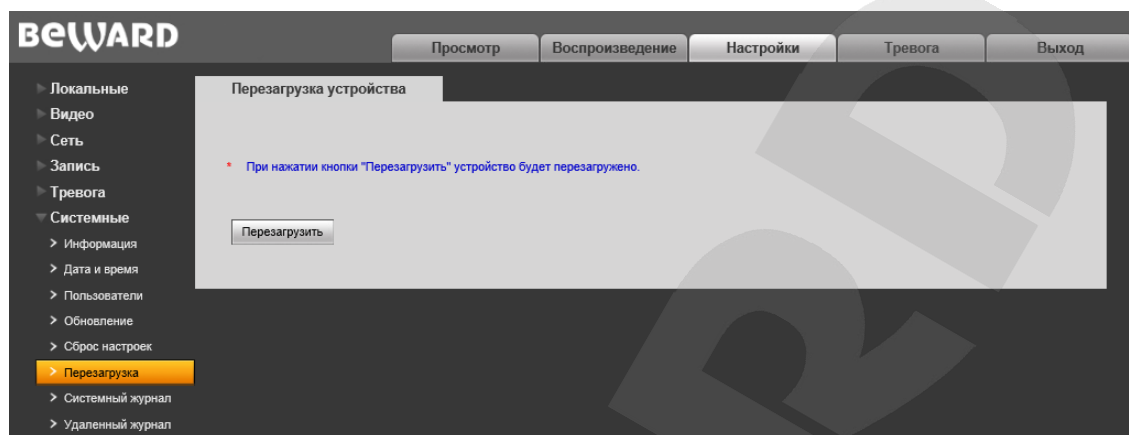 BEWARD
Просмотр
Воспроизведение
Настройки
Тревога
Выход
Локальные
Видео
Сеть
Запись
Тревога
Системные
Информация
Дата и время
Пользователи
Обновление
Сброс настроек
Перезагрузка
Системный журнал
Удаленный журнал
Перезагрузка устройства
* При нажатии кнопки "Перезагрузить" устройство будет перезагружено.
Перезагрузить